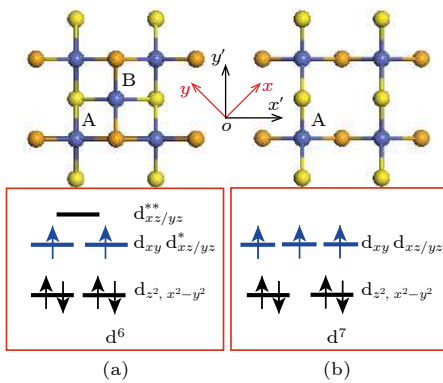 y′
B
y
x
A
o
x′
A
d**xz/yz
dxy d*xz/yz
dz², x²−y²
d⁶
dxy dxz/yz
dz², x²−y²
d⁷
(a)
(b)